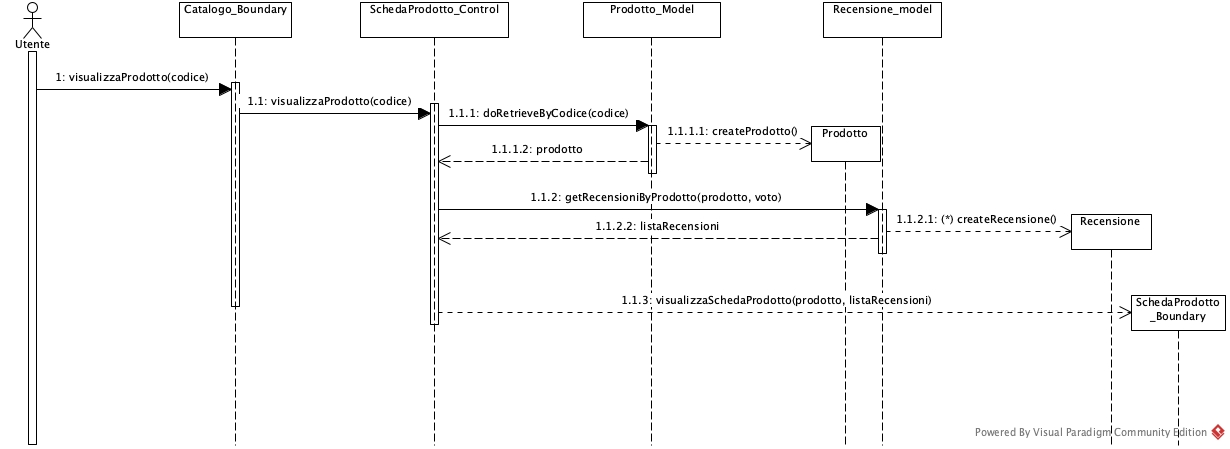 Catalogo_Boundary
SchedaProdotto_Control
Prodotto_Model
Recensione_model
Utente
1: visualizzaProdotto(codice)
1.1: visualizzaProdotto(codice)
1.1.1: doRetrieveByCodice(codice)
1.1.1.1: createProdotto()
Prodotto
1.1.1.2: prodotto
1.1.2: getRecensioniByProdotto(prodotto, voto)
1.1.2.1: (*) createRecensione()
Recensione
1.1.2.2: listaRecensioni
1.1.3: visualizzaSchedaProdotto(prodotto, listaRecensioni)
SchedaProdotto
_Boundary
Powered By Visual Paradigm Community Edition